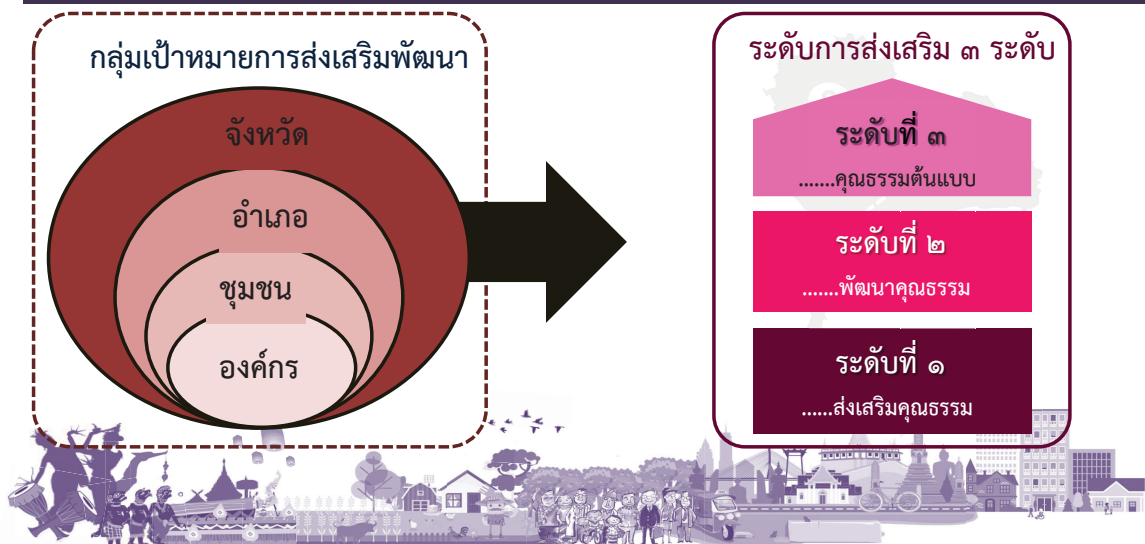 กลุ่มเป้าหมายการส่งเสริมพัฒนา
จังหวัด
อำเภอ
ชุมชน
องค์กร
ระดับการส่งเสริม ๓ ระดับ
ระดับที่ ๓
.......คุณธรรมต้นแบบ
ระดับที่ ๒
.......พัฒนาคุณธรรม
ระดับที่ ๑
......ส่งเสริมคุณธรรม